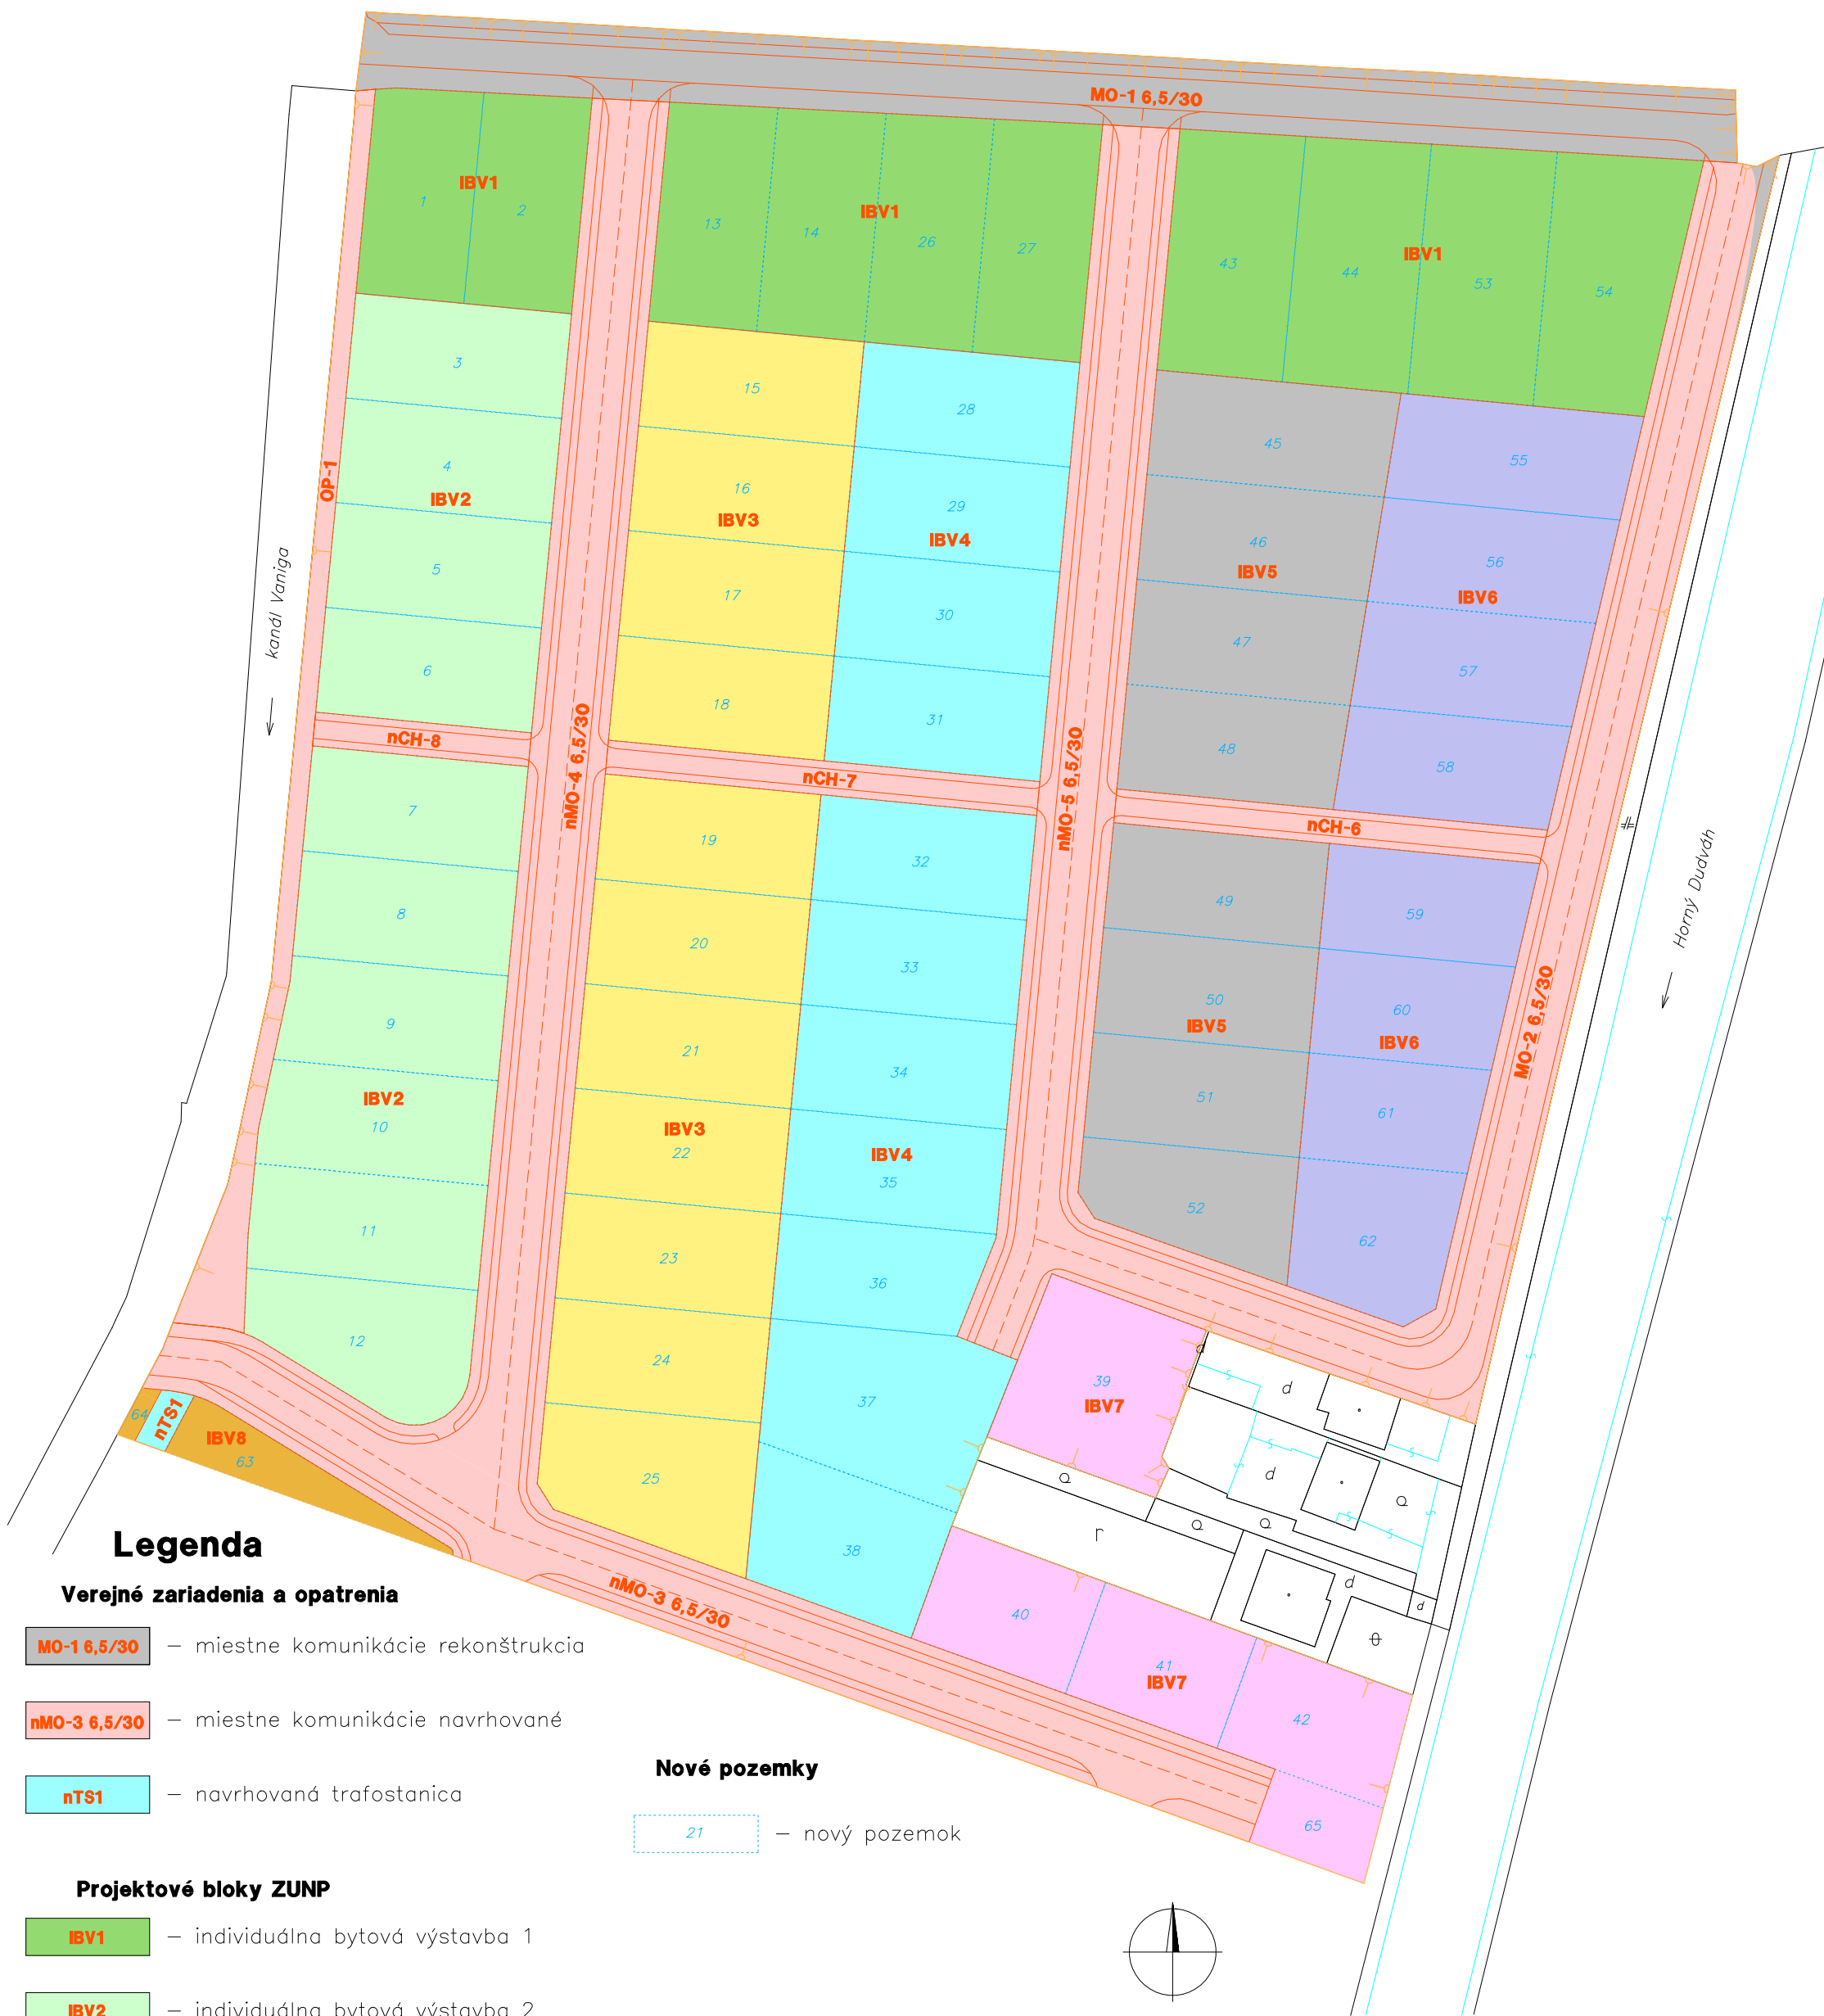 MO-1 6,5/30
IBV1
1
2
IBV1
13
14
26
27
IBV1
43
44
53
54
3
4
IBV2
5
6
OP-1
kanál Vaniga
nCH-8
nMO-4 6,5/30
15
16
IBV3
17
18
28
29
IBV4
30
31
nCH-7
nMO-5 6,5/30
45
46
IBV5
47
48
55
56
IBV6
57
58
nCH-6
Horný Dudváh
MO-2 6,5/30
7
8
9
IBV2
10
11
12
19
20
21
IBV3
22
23
24
25
32
33
34
IBV4
35
36
37
38
49
50
IBV5
51
52
59
60
IBV6
61
62
39
IBV7
d
d
r
d
d
40
41
IBV7
42
65
64
nTS1
IBV8
63
nMO-3 6,5/30
Legenda
Verejné zariadenia a opatrenia
MO-1 6,5/30 – miestne komunikácie rekonštrukcia
nMO-3 6,5/30 – miestne komunikácie navrhované
nTS1 – navrhovaná trafostanica
Nové pozemky
21 – nový pozemok
Projektové bloky ZUNP
IBV1 – individuálna bytová výstavba 1
IBV2 – individuálna bytová výstavba 2